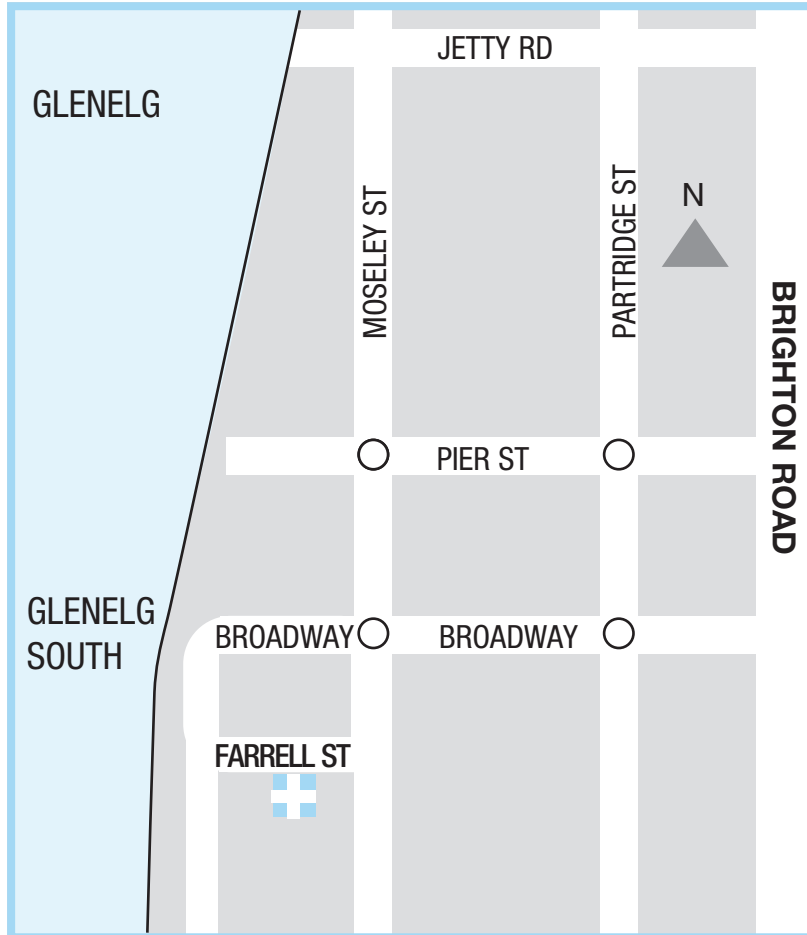 JETTY RD
GLENELG
MOSELEY ST
PARTRIDGE ST
N
BRIGHTON ROAD
PIER ST
GLENELG
SOUTH
BROADWAY
BROADWAY
FARRELL ST